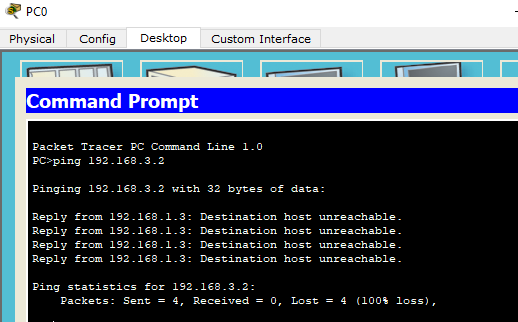 PC0
Physical Config Desktop Custom Interface
Command Prompt
Packet Tracer PC Command Line 1.0
PC>ping 192.168.3.2
Pinging 192.168.3.2 with 32 bytes of data:
Reply from 192.168.1.3: Destination host unreachable.
Reply from 192.168.1.3: Destination host unreachable.
Reply from 192.168.1.3: Destination host unreachable.
Reply from 192.168.1.3: Destination host unreachable.
Ping statistics for 192.168.3.2:
Packets: Sent = 4, Received = 0, Lost = 4 (100% loss),